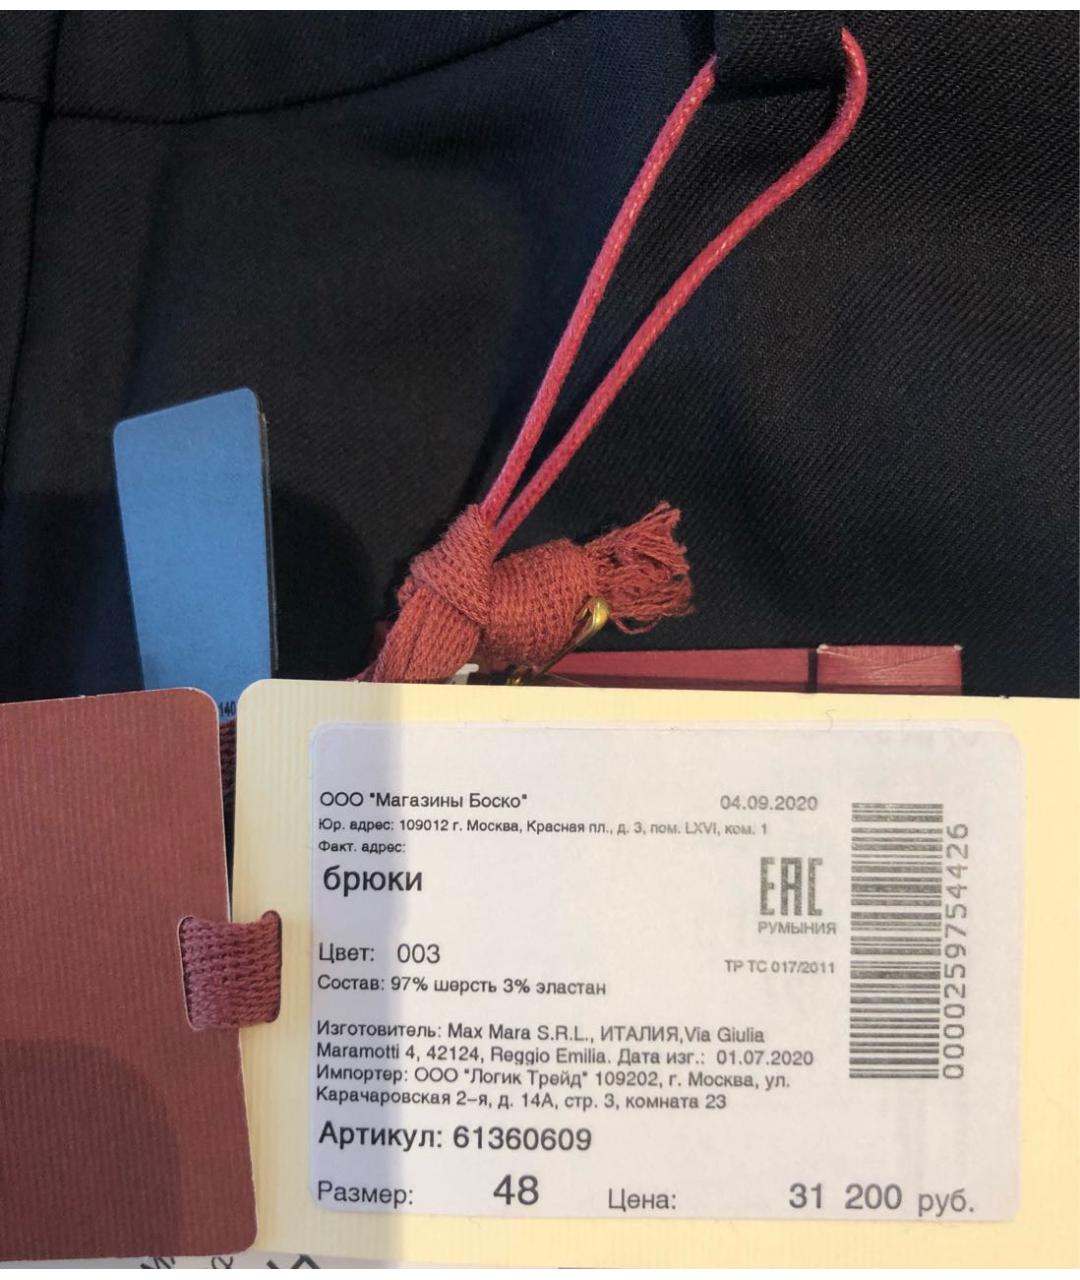 140
ООО "Магазины Боско"
04.09.2020
Юр. адрес: 109012 г. Москва, Красная пл., д. 3, пом. LXVI, ком. 1
Факт. адрес:
брюки
EAC
РУМЫНИЯ
Цвет: 003
ТР ТС 017/2011
Состав: 97% шерсть 3% эластан
Изготовитель: Max Mara S.R.L., ИТАЛИЯ,Via Giulia
Maramotti 4, 42124, Reggio Emilia. Дата изг.: 01.07.2020
Импортер: ООО "Логик Трейд" 109202, г. Москва, ул.
Карачаровская 2-я, д. 14А, стр. 3, комната 23
Артикул: 61360609
Размер: 48 Цена: 31 200 руб.
0000259754426